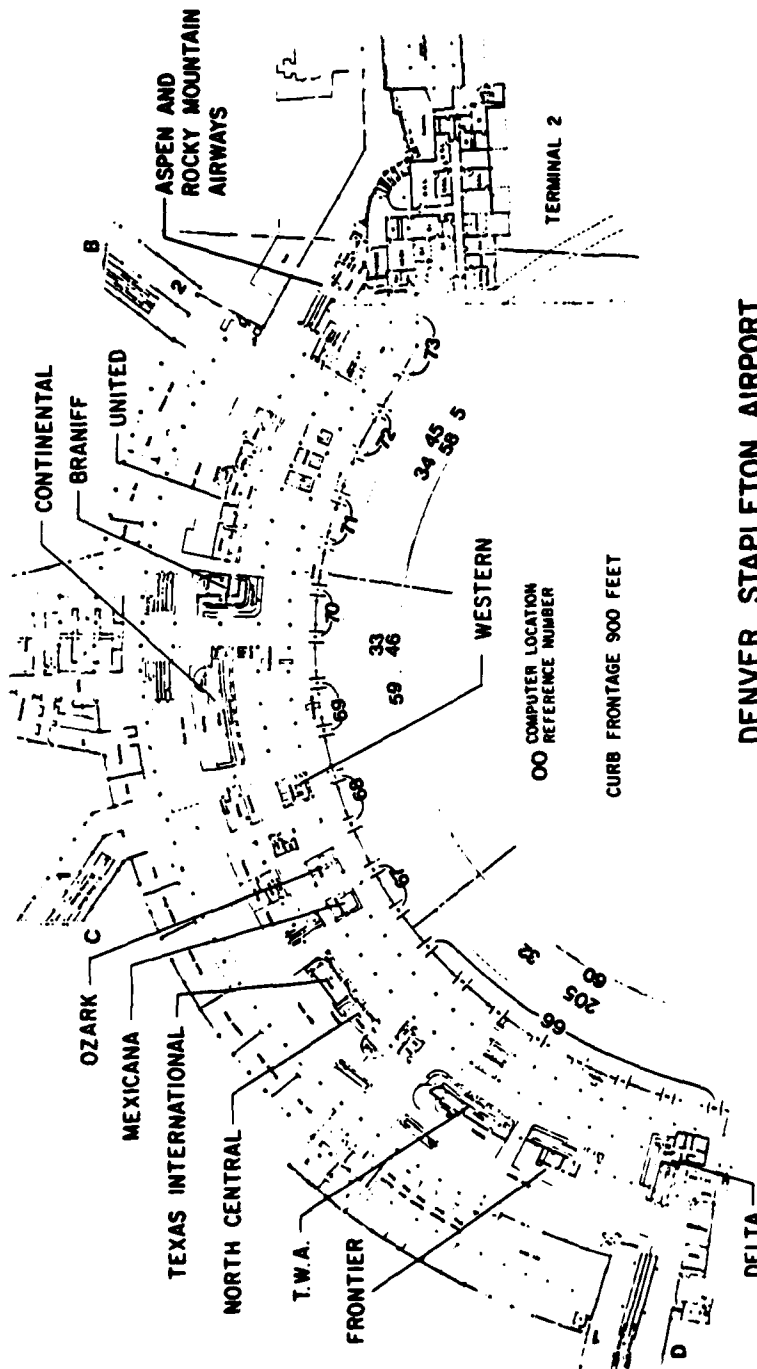 ASPEN AND
ROCKY MOUNTAIN
AIRWAYS
B
2
CONTINENTAL
BRANIFF
UNITED
TERMINAL 2
1
C
OZARK
MEXICANA
TEXAS INTERNATIONAL
NORTH CENTRAL
T.W.A.
FRONTIER
D
DELTA
66
67
68
69
70
71
72
73
205
60
32
33
46
59
34 45 5
58
WESTERN
00 COMPUTER LOCATION
REFERENCE NUMBER
CURB FRONTAGE 900 FEET
DENVER STAPLETON AIRPORT